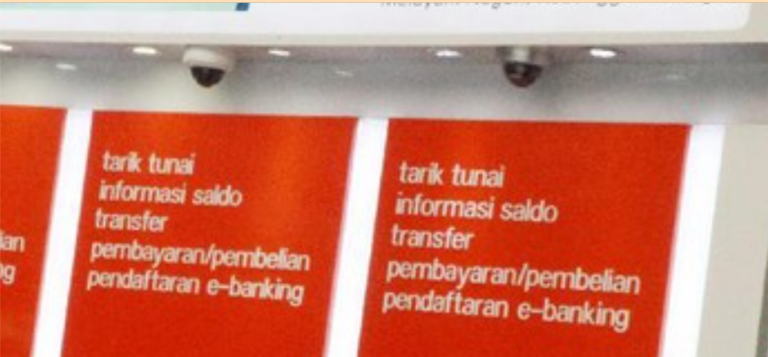 tarik tunai
informasi saldo
transfer
pembayaran/pembelian
pendaftaran e-banking
tarik tunai
informasi saldo
transfer
pembayaran/pembelian
pendaftaran e-banking